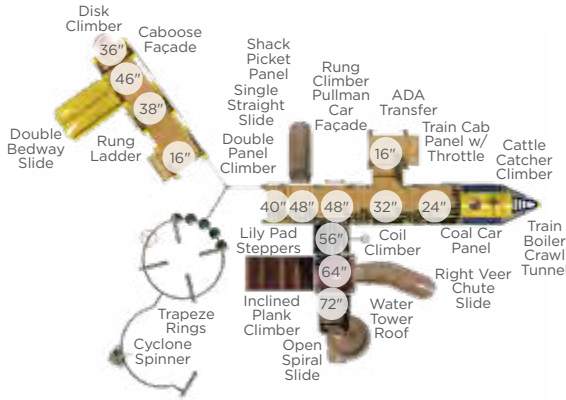 Disk
Climber
Caboose
Façade
36"
46"
38"
16"
Double
Bedway
Slide
Rung
Ladder
Shack
Picket
Panel
Single
Straight
Slide
Double
Panel
Climber
Rung
Climber
Pullman
Car
Façade
ADA
Transfer
16"
Train Cab
Panel w/
Throttle
Cattle
Catcher
Climber
40" 48" 48" 32" 24"
Lily Pad
Steppers
56"
Coil
Climber
Coal Car
Panel
Train
Boiler
Crawl
Tunnel
64"
72"
Right Veer
Chute
Slide
Inclined
Plank
Climber
Water
Tower
Roof
Open
Spiral
Slide
Trapeze
Rings
Cyclone
Spinner